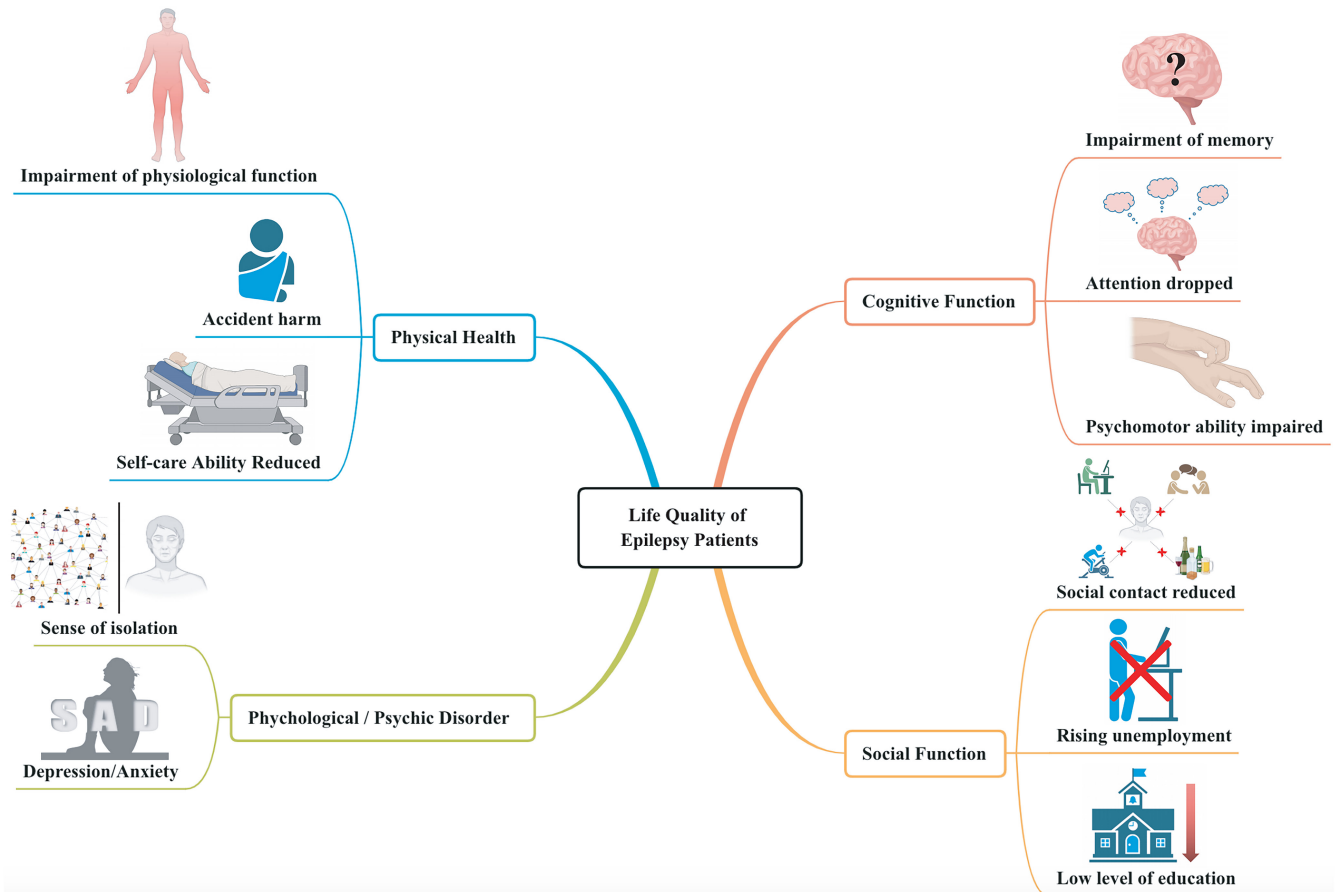 ?
Impairment of physiological function
Accident harm
Self-care Ability Reduced
Physical Health
Sense of isolation
SAD
Depression/Anxiety
Phychological / Psychic Disorder
Life Quality of
Epilepsy Patients
Impairment of memory
Attention dropped
Psychomotor ability impaired
Cognitive Function
Social contact reduced
Rising unemployment
Low level of education
Social Function